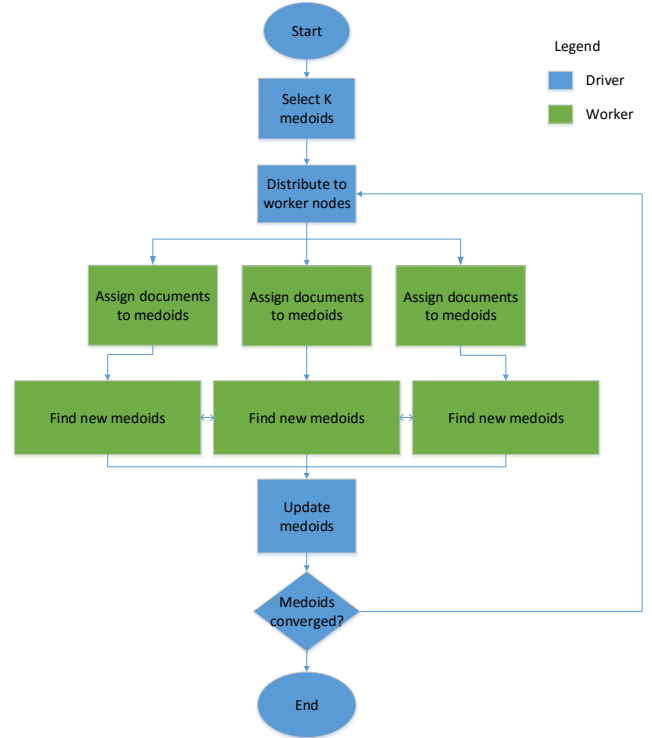 Start
Legend
Driver
Worker
Select K
medoids
Distribute to
worker nodes
Assign documents
to medoids
Assign documents
to medoids
Assign documents
to medoids
Find new medoids
Find new medoids
Find new medoids
Update
medoids
Medoids
converged?
End